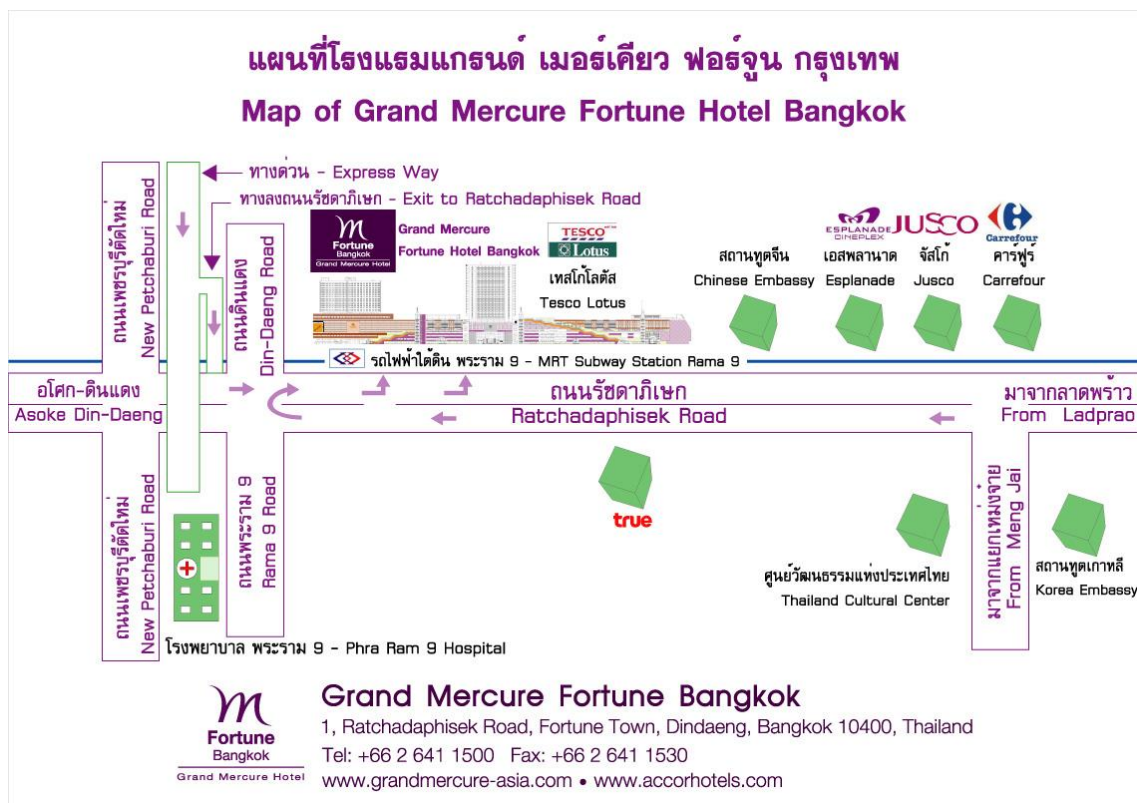 แผนที่โรงแรมแกรนด์ เมอร์เคียว ฟอร์จูน กรุงเทพ
Map of Grand Mercure Fortune Hotel Bangkok
ทางด่วน - Express Way
ทางลงถนนรัชดาภิเษก - Exit to Ratchadaphisek Road
ถนนเพชรบุรีตัดใหม่
New Petchaburi Road
ถนนดินแดง
Din-Daeng Road
m
Fortune
Bangkok
Grand Mercure Hotel
Grand Mercure
Fortune Hotel Bangkok
TESCO
Lotus
เทสโก้โลตัส
Tesco Lotus
สถานทูตจีน
Chinese Embassy
ESPLANADE
CINEPLEX
เอสพลานาด
Esplanade
JUSCO
จัสโก้
Jusco
Carrefour
คาร์ฟูร์
Carrefour
รถไฟฟ้าใต้ดิน พระราม 9 - MRT Subway Station Rama 9
อโศก-ดินแดง
Asoke Din-Daeng
ถนนรัชดาภิเษก
Ratchadaphisek Road
มาจากลาดพร้าว
From Ladprao
ถนนเพชรบุรีตัดใหม่
New Petchaburi Road
ถนนพระราม 9
Rama 9 Road
true
ศูนย์วัฒนธรรมแห่งประเทศไทย
Thailand Cultural Center
มาจากแยกเหม่งจ๋าย
From Meng Jai
สถานทูตเกาหลี
Korea Embassy
โรงพยาบาล พระราม 9 - Phra Ram 9 Hospital
m
Fortune
Bangkok
Grand Mercure Hotel
Grand Mercure Fortune Bangkok
1, Ratchadaphisek Road, Fortune Town, Dindaeng, Bangkok 10400, Thailand
Tel: +66 2 641 1500 Fax: +66 2 641 1530
www.grandmercure-asia.com • www.accorhotels.com